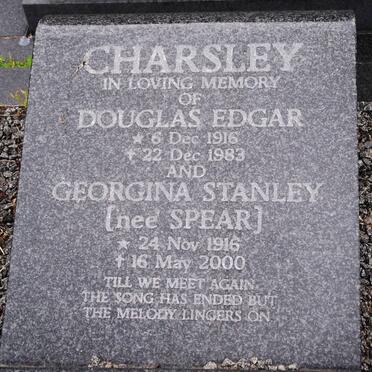 CHARSLEY
IN LOVING MEMORY
OF
DOUGLAS EDGAR
★ 6 Dec 1916
✝ 22 Dec 1983
AND
GEORGINA STANLEY
[neé SPEAR]
★ 24 Nov 1916
✝ 16 May 2000
TILL WE MEET AGAIN.
THE SONG HAS ENDED BUT
THE MELODY LINGERS ON